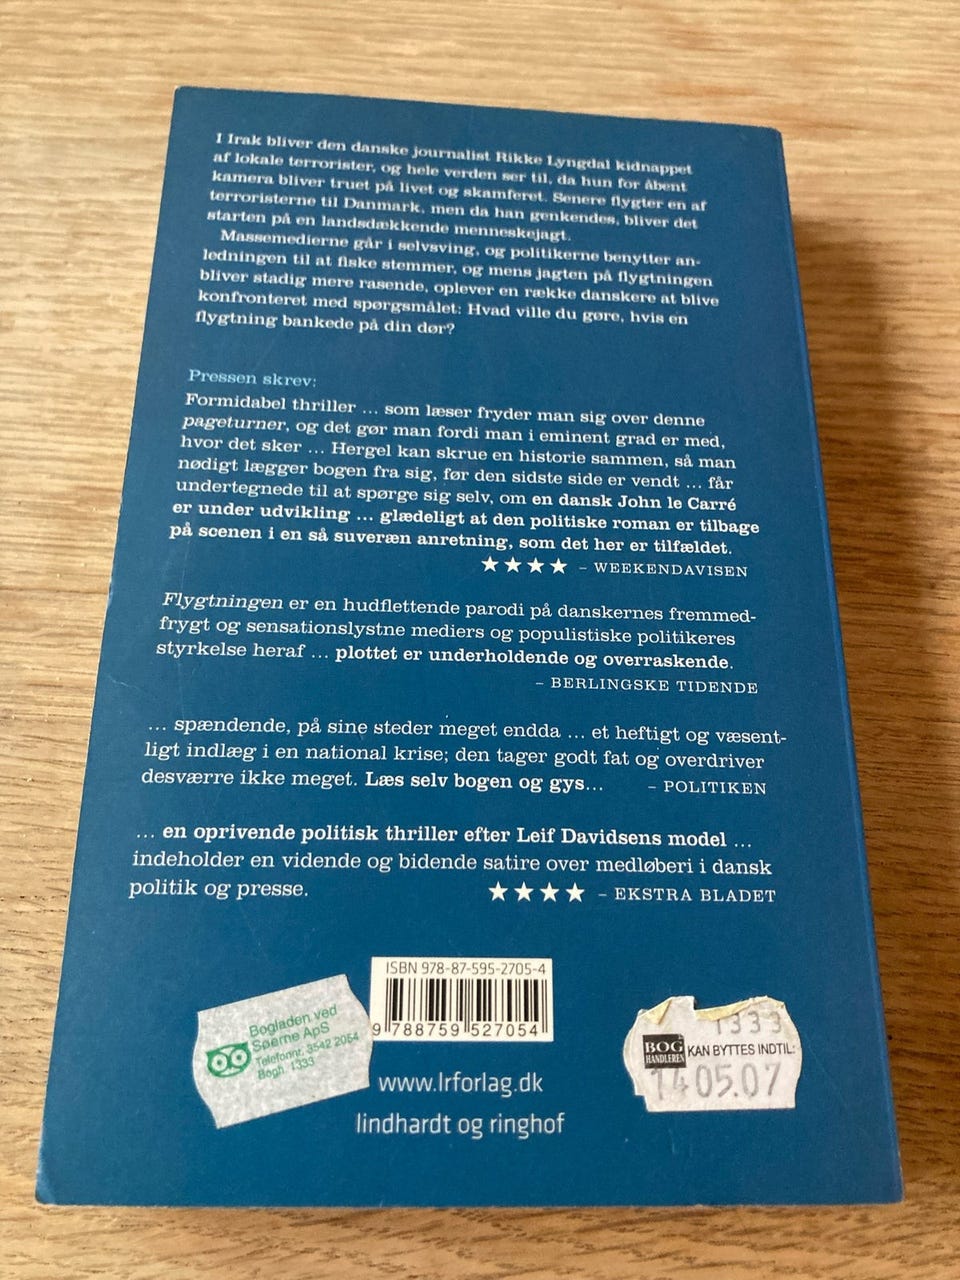 I Irak bliver den danske journalist Rikke Lyngdal kidnappet
af lokale terrorister, og hele verden ser til, da hun for åbent
kamera bliver truet på livet og skamferet. Senere flygter en af
terroristerne til Danmark, men da han genkendes, bliver det
starten på en landsdækkende menneskejagt.
Massemedierne går i selvsving, og politikerne benytter an-
ledningen til at fiske stemmer, og mens jagten på flygtningen
bliver stadig mere rasende, oplever en række danskere at blive
konfronteret med spørgsmålet: Hvad ville du gøre, hvis en
flygtning bankede på din dør?
Pressen skrev:
Formidabel thriller ... som læser fryder man sig over denne
pageturner, og det gør man fordi man i eminent grad er med,
hvor det sker ... Hergel kan skrue en historie sammen, så man
nødigt lægger bogen fra sig, før den sidste side er vendt ... får
undertegnede til at spørge sig selv, om en dansk John le Carré
er under udvikling ... glædeligt at den politiske roman er tilbage
på scenen i en så suveræn anretning, som det her er tilfældet.
★★★★ – WEEKENDAVISEN
Flygtningen er en hudflettende parodi på danskernes fremmed-
frygt og sensationslystne mediers og populistiske politikeres
styrkelse heraf ... plottet er underholdende og overraskende.
– BERLINGSKE TIDENDE
... spændende, på sine steder meget endda ... et heftigt og væsent-
ligt indlæg i en national krise; den tager godt fat og overdriver
desværre ikke meget. Læs selv bogen og gys... – POLITIKEN
... en oprivende politisk thriller efter Leif Davidsens model ...
indeholder en vidende og bidende satire over medløberi i dansk
politik og presse. ★★★★ – EKSTRA BLADET
ISBN 978-87-595-2705-4
9 788759 527054
Bogladen ved
Søerne ApS
Telefonnr. 3542 2054
Bogh. 1333
1333
BOG HANDLEREN KAN BYTTES INDTIL:
14 05.07
www.lrforlag.dk
lindhardt og ringhof